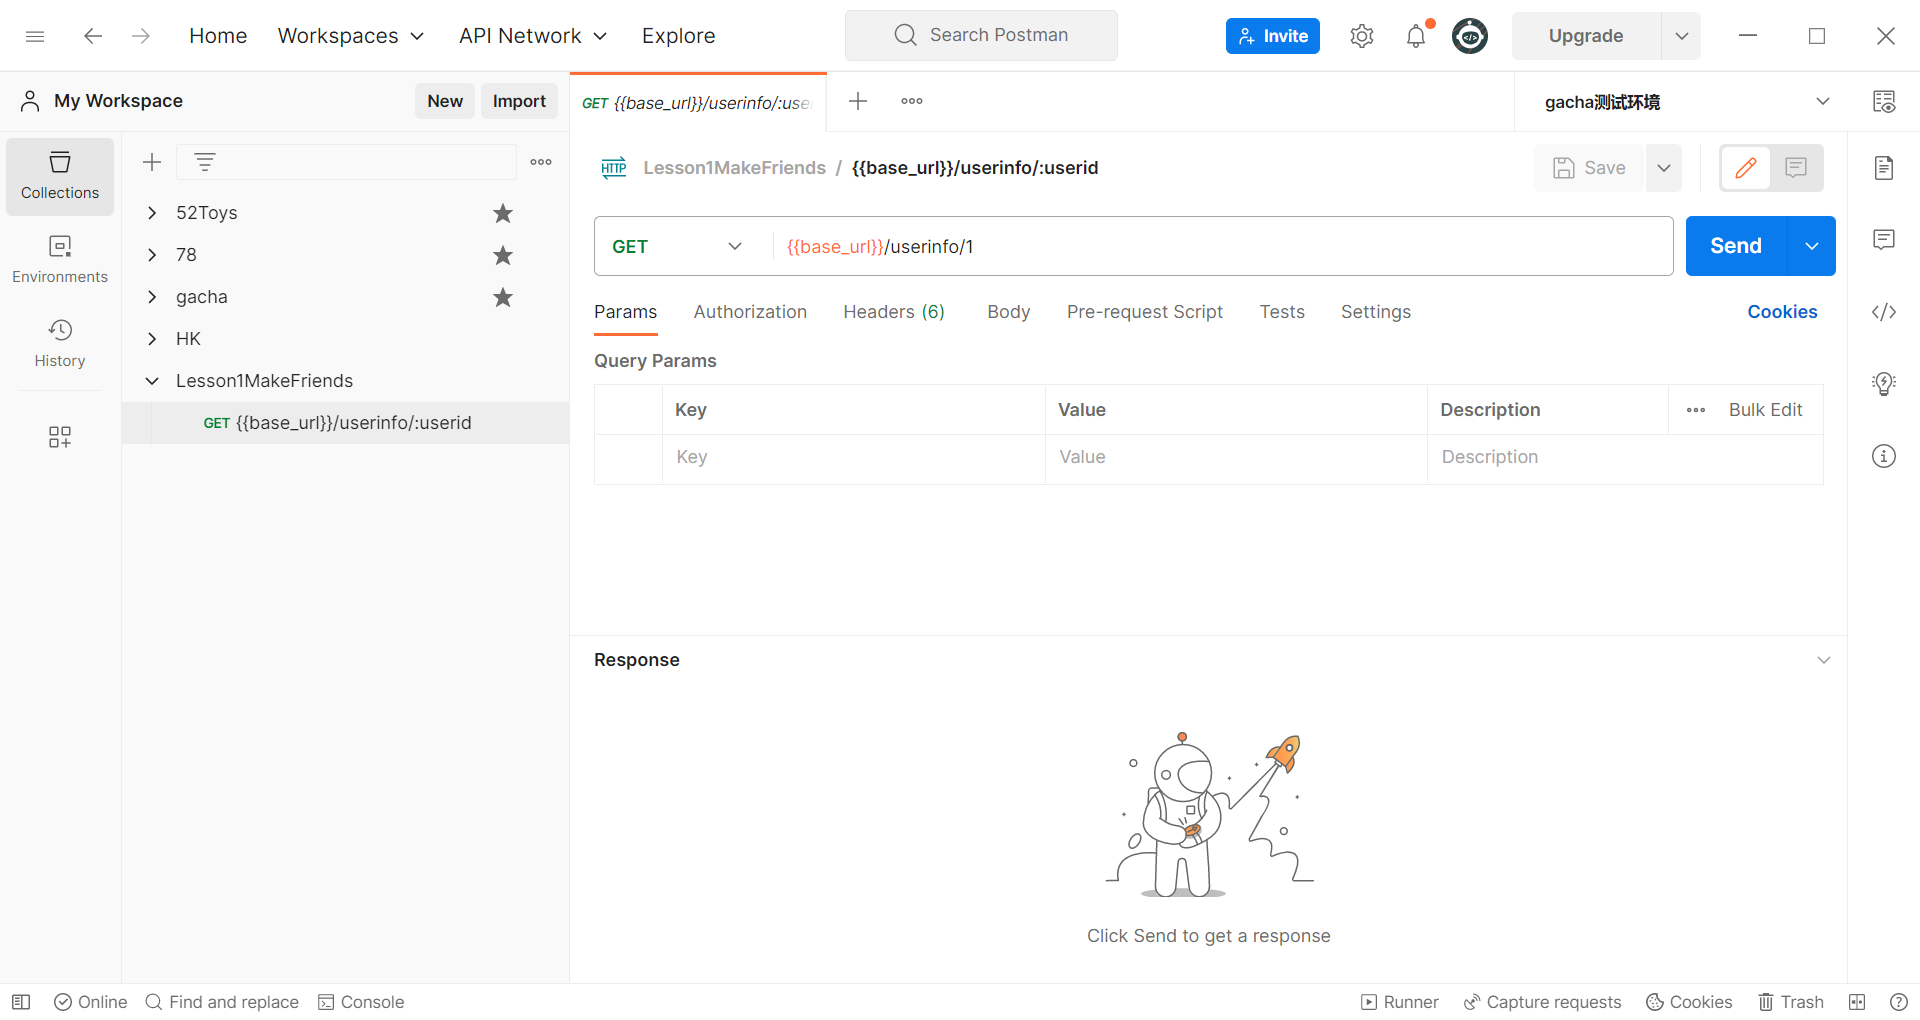 Home Workspaces API Network Explore Search Postman Invite Upgrade
My Workspace New Import
GET {{base_url}}/userinfo/:use
gacha测试环境
Collections
Environments
History
52Toys
78
gacha
HK
Lesson1MakeFriends
GET {{base_url}}/userinfo/:userid
HTTP Lesson1MakeFriends / {{base_url}}/userinfo/:userid Save
GET {{base_url}}/userinfo/1 Send
Params Authorization Headers (6) Body Pre-request Script Tests Settings Cookies
Query Params
Key Value Description Bulk Edit
Key Value Description
Response
Click Send to get a response
Online Find and replace Console Runner Capture requests Cookies Trash